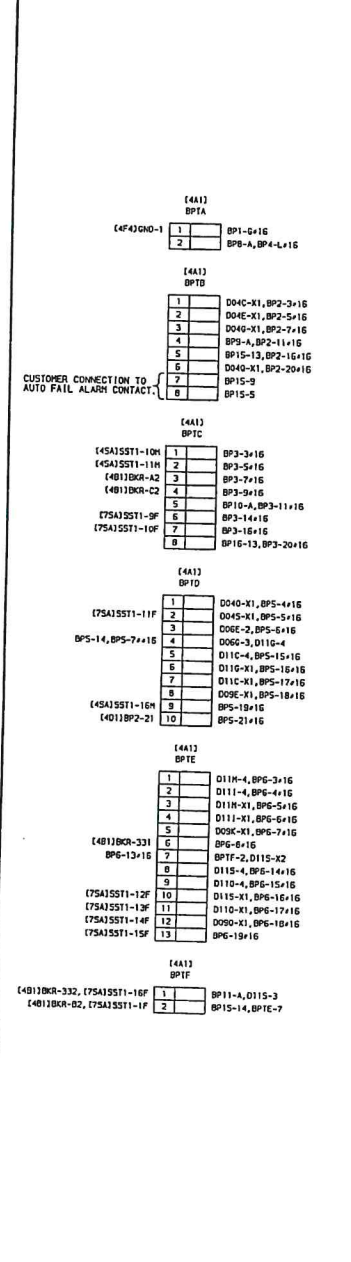 [4A1]
BPTA
[4F4]GND-1 1 BP1-G#16
2 BP8-A,BP4-L#16
[4A1]
BPTB
1 D04C-X1,BP2-3#16
2 D04E-X1,BP2-5#16
3 D04G-X1,BP2-7#16
4 BP9-A,BP2-11#16
5 BP15-13,BP2-16#16
6 D04Q-X1,BP2-20#16
CUSTOMER CONNECTION TO 7 BP15-9
AUTO FAIL ALARM CONTACT. 8 BP15-5
[4A1]
BPTC
[45A]SST1-10M 1 BP3-3#16
[45A]SST1-11M 2 BP3-5#16
[4B1]BKR-A2 3 BP3-7#16
[4B1]BKR-C2 4 BP3-9#16
5 BP10-A,BP3-11#16
[75A]SST1-9F 6 BP3-14#16
[75A]SST1-10F 7 BP3-16#16
8 BP16-13,BP3-20#16
[4A1]
BPTD
1 D04O-X1,BP5-4#16
[75A]SST1-11F 2 D04S-X1,BP5-5#16
3 D06E-2,BP5-6#16
BP5-14,BP5-7##16 4 D06G-3,D11G-4
5 D11C-4,BP5-15#16
6 D11G-X1,BP5-16#16
7 D11C-X1,BP5-17#16
8 D09E-X1,BP5-18#16
[45A]SST1-16M 9 BP5-19#16
[4D1]BP2-21 10 BP5-21#16
[4A1]
BPTE
1 D11M-4,BP6-3#16
2 D11I-4,BP6-4#16
3 D11M-X1,BP6-5#16
4 D11I-X1,BP6-6#16
5 D09K-X1,BP6-7#16
[4B1]BKR-331 6 BP6-8#16
BP6-13#16 7 BPTF-2,D11S-X2
8 D11S-4,BP6-14#16
9 D11O-4,BP6-15#16
[75A]SST1-12F 10 D11S-X1,BP6-16#16
[75A]SST1-13F 11 D11O-X1,BP6-17#16
[75A]SST1-14F 12 D09O-X1,BP6-18#16
[75A]SST1-15F 13 BP6-19#16
[4A1]
BPTF
[4B1]BKR-332,[75A]SST1-16F 1 BP11-A,D11S-3
[4B1]BKR-B2,[75A]SST1-1F 2 BP15-14,BPTE-7